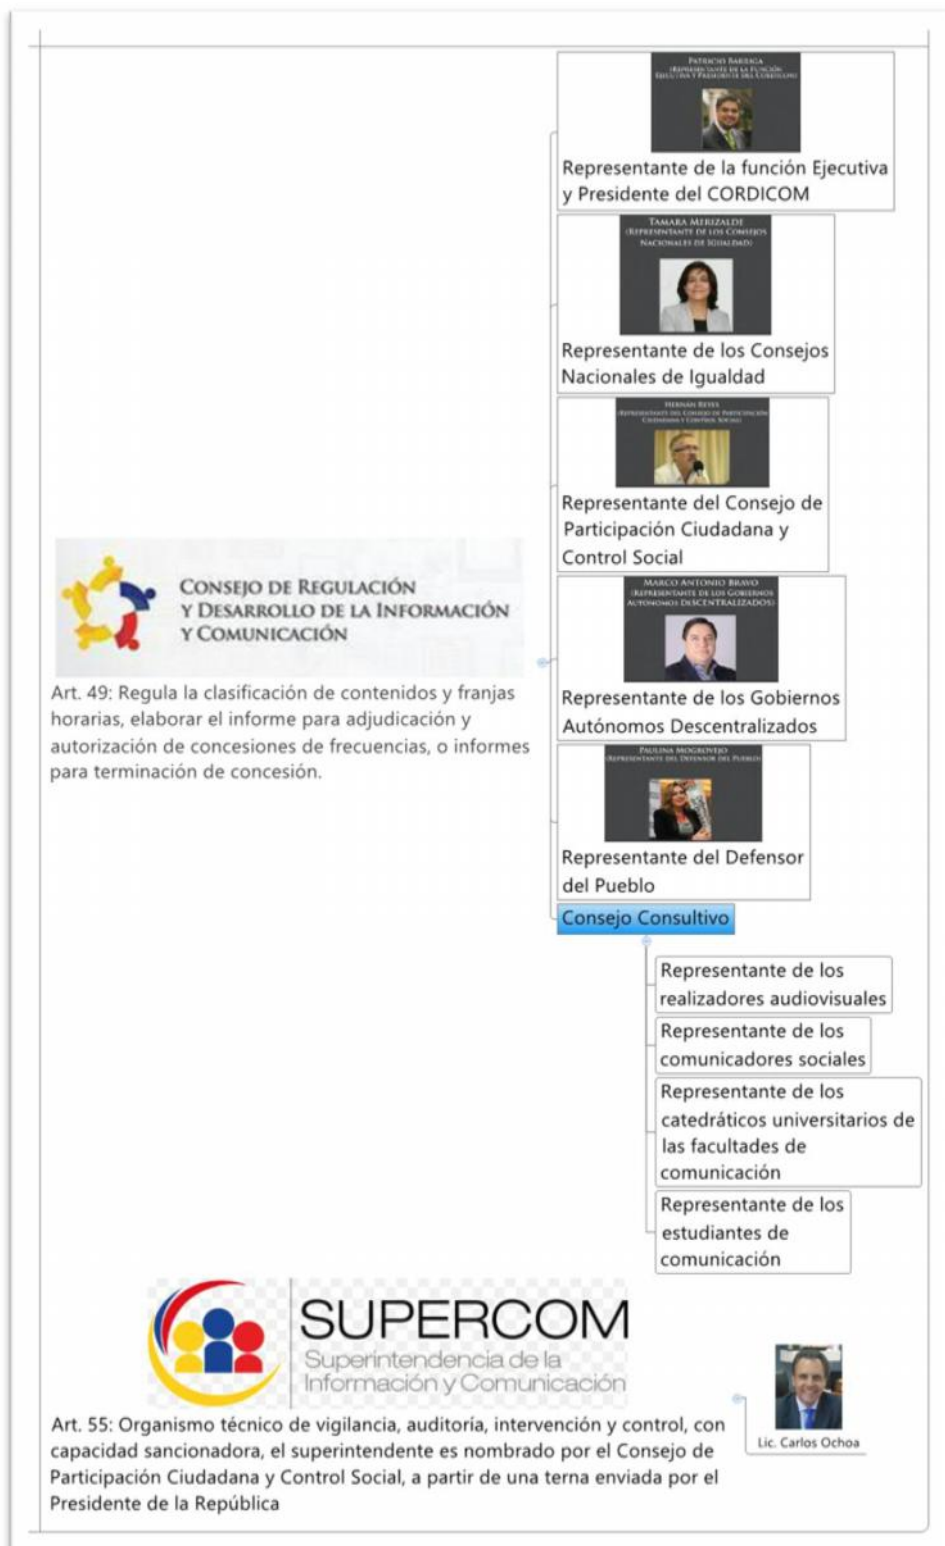 PATRICIO BARRIGA
(REPRESENTANTE DE LA FUNCIÓN
EJECUTIVA Y PRESIDENTE DEL CORDICOM)
Representante de la función Ejecutiva
y Presidente del CORDICOM
TAMARA MERIZALDE
(REPRESENTANTE DE LOS CONSEJOS
NACIONALES DE IGUALDAD)
Representante de los Consejos
Nacionales de Igualdad
HERNÁN REYES
(REPRESENTANTE DEL CONSEJO DE PARTICIPACIÓN
CIUDADANA Y CONTROL SOCIAL)
Representante del Consejo de
Participación Ciudadana y
Control Social
CONSEJO DE REGULACIÓN
Y DESARROLLO DE LA INFORMACIÓN
Y COMUNICACIÓN
Art. 49: Regula la clasificación de contenidos y franjas
horarias, elaborar el informe para adjudicación y
autorización de concesiones de frecuencias, o informes
para terminación de concesión.
MARCO ANTONIO BRAVO
(REPRESENTANTE DE LOS GOBIERNOS
AUTONOMOS DESCENTRALIZADOS)
Representante de los Gobiernos
Autónomos Descentralizados
PAULINA MOGROVEJO
(REPRESENTANTE DEL DEFENSOR DEL PUEBLO)
Representante del Defensor
del Pueblo
Consejo Consultivo
Representante de los
realizadores audiovisuales
Representante de los
comunicadores sociales
Representante de los
catedráticos universitarios de
las facultades de
comunicación
Representante de los
estudiantes de
comunicación
SUPERCOM
Superintendencia de la
Información y Comunicación
Art. 55: Organismo técnico de vigilancia, auditoría, intervención y control, con
capacidad sancionadora, el superintendente es nombrado por el Consejo de
Participación Ciudadana y Control Social, a partir de una terna enviada por el
Presidente de la República
Lic. Carlos Ochoa